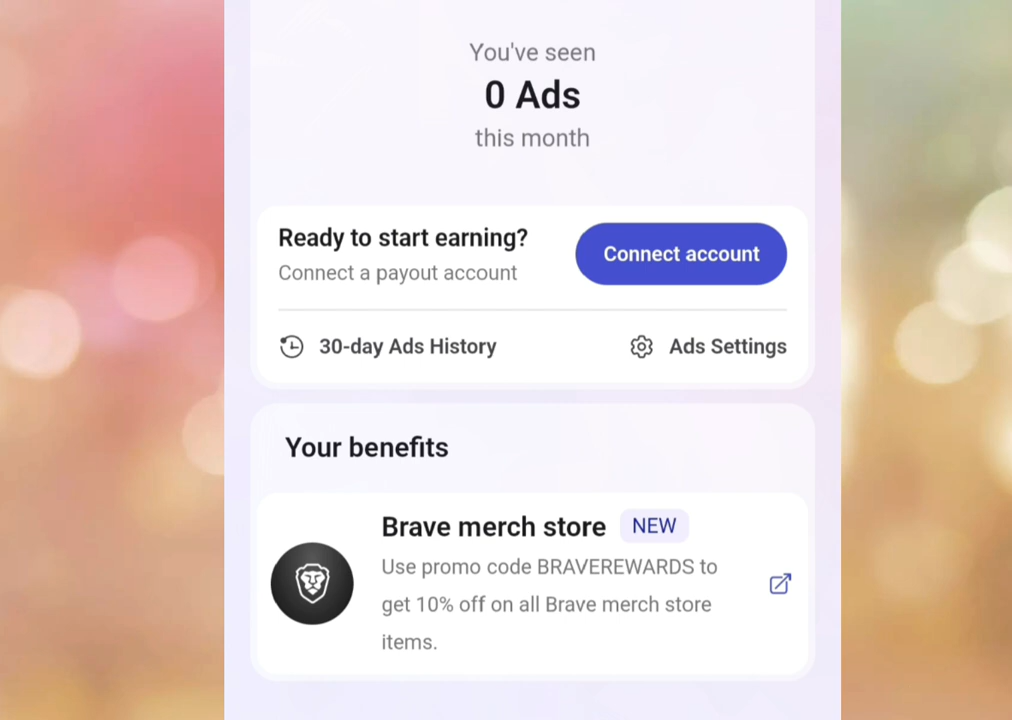 You've seen
0 Ads
this month
Ready to start earning?
Connect a payout account
Connect account
30-day Ads History
Ads Settings
Your benefits
Brave merch store NEW
Use promo code BRAVEREWARDS to
get 10% off on all Brave merch store
items.